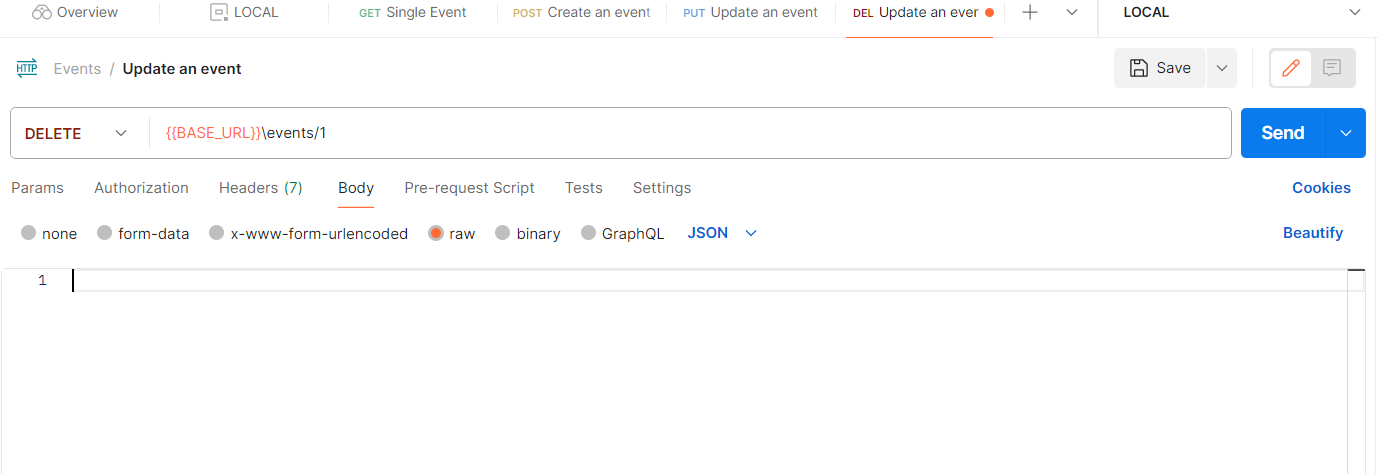 Overview LOCAL GET Single Event POST Create an event PUT Update an event DEL Update an ever LOCAL
HTTP Events / Update an event Save
DELETE {{BASE_URL}}\events/1 Send
Params Authorization Headers (7) Body Pre-request Script Tests Settings Cookies
none form-data x-www-form-urlencoded raw binary GraphQL JSON Beautify
1